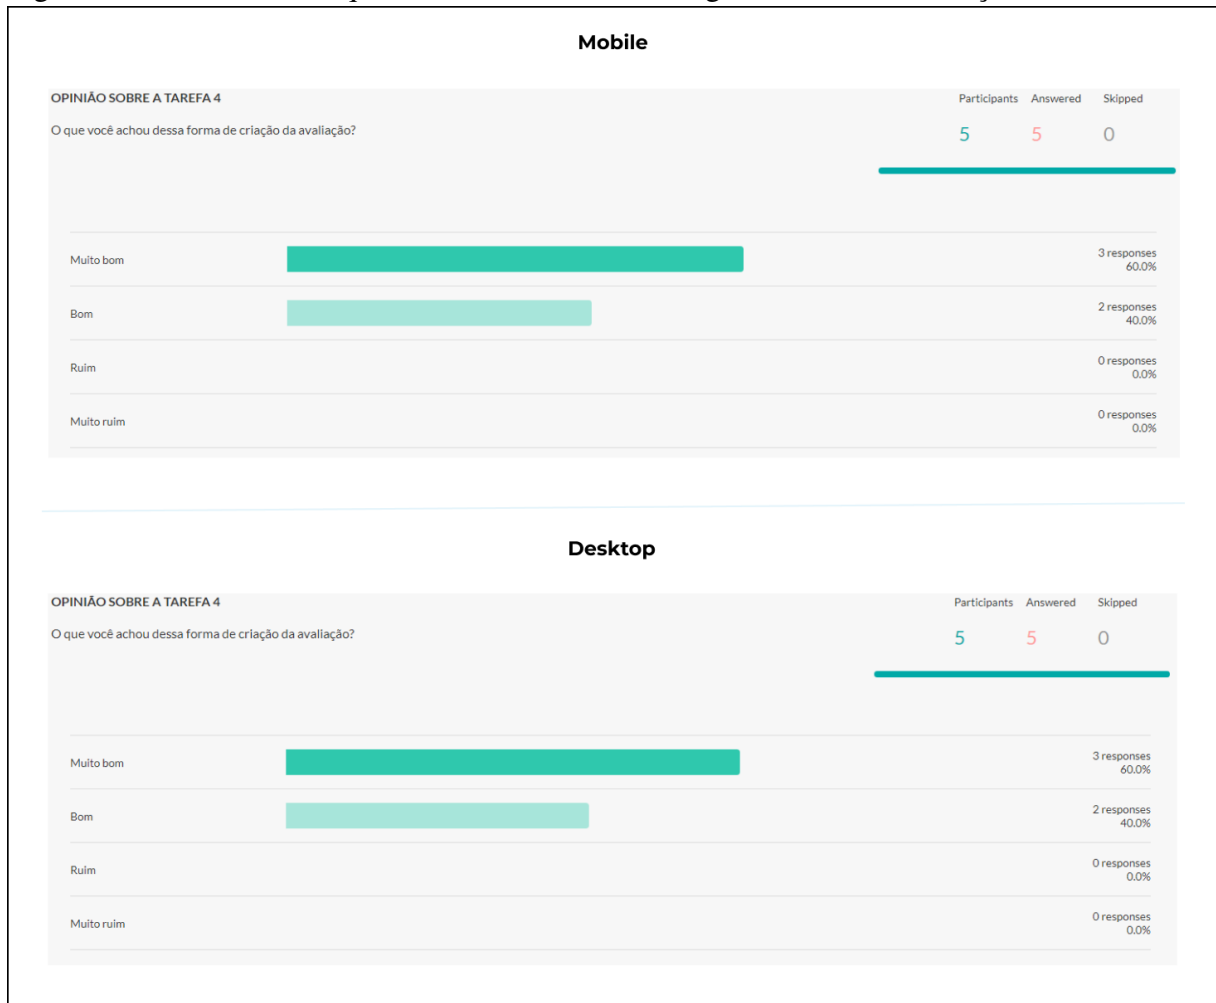 Mobile
OPINIÃO SOBRE A TAREFA 4
Participants Answered Skipped
O que você achou dessa forma de criação da avaliação?
5 5 0
Muito bom
3 responses
60.0%
Bom
2 responses
40.0%
Ruim
0 responses
0.0%
Muito ruim
0 responses
0.0%
Desktop
OPINIÃO SOBRE A TAREFA 4
Participants Answered Skipped
O que você achou dessa forma de criação da avaliação?
5 5 0
Muito bom
3 responses
60.0%
Bom
2 responses
40.0%
Ruim
0 responses
0.0%
Muito ruim
0 responses
0.0%